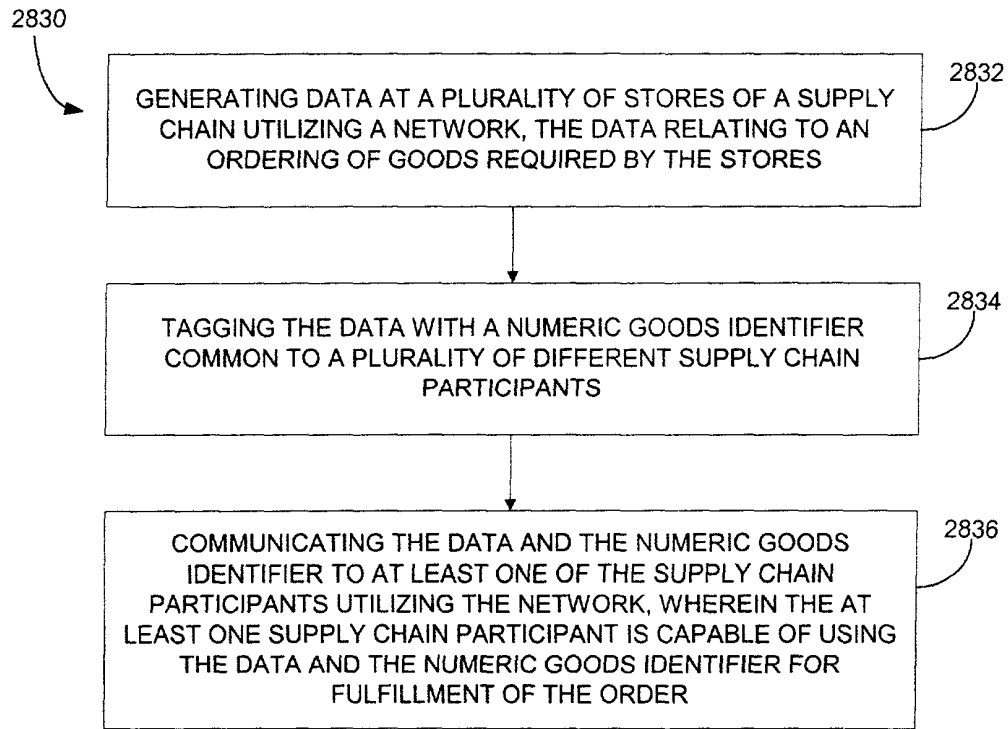 2830
2832
GENERATING DATA AT A PLURALITY OF STORES OF A SUPPLY
CHAIN UTILIZING A NETWORK, THE DATA RELATING TO AN
ORDERING OF GOODS REQUIRED BY THE STORES
2834
TAGGING THE DATA WITH A NUMERIC GOODS IDENTIFIER
COMMON TO A PLURALITY OF DIFFERENT SUPPLY CHAIN
PARTICIPANTS
2836
COMMUNICATING THE DATA AND THE NUMERIC GOODS
IDENTIFIER TO AT LEAST ONE OF THE SUPPLY CHAIN
PARTICIPANTS UTILIZING THE NETWORK, WHEREIN THE AT
LEAST ONE SUPPLY CHAIN PARTICIPANT IS CAPABLE OF USING
THE DATA AND THE NUMERIC GOODS IDENTIFIER FOR
FULFILLMENT OF THE ORDER